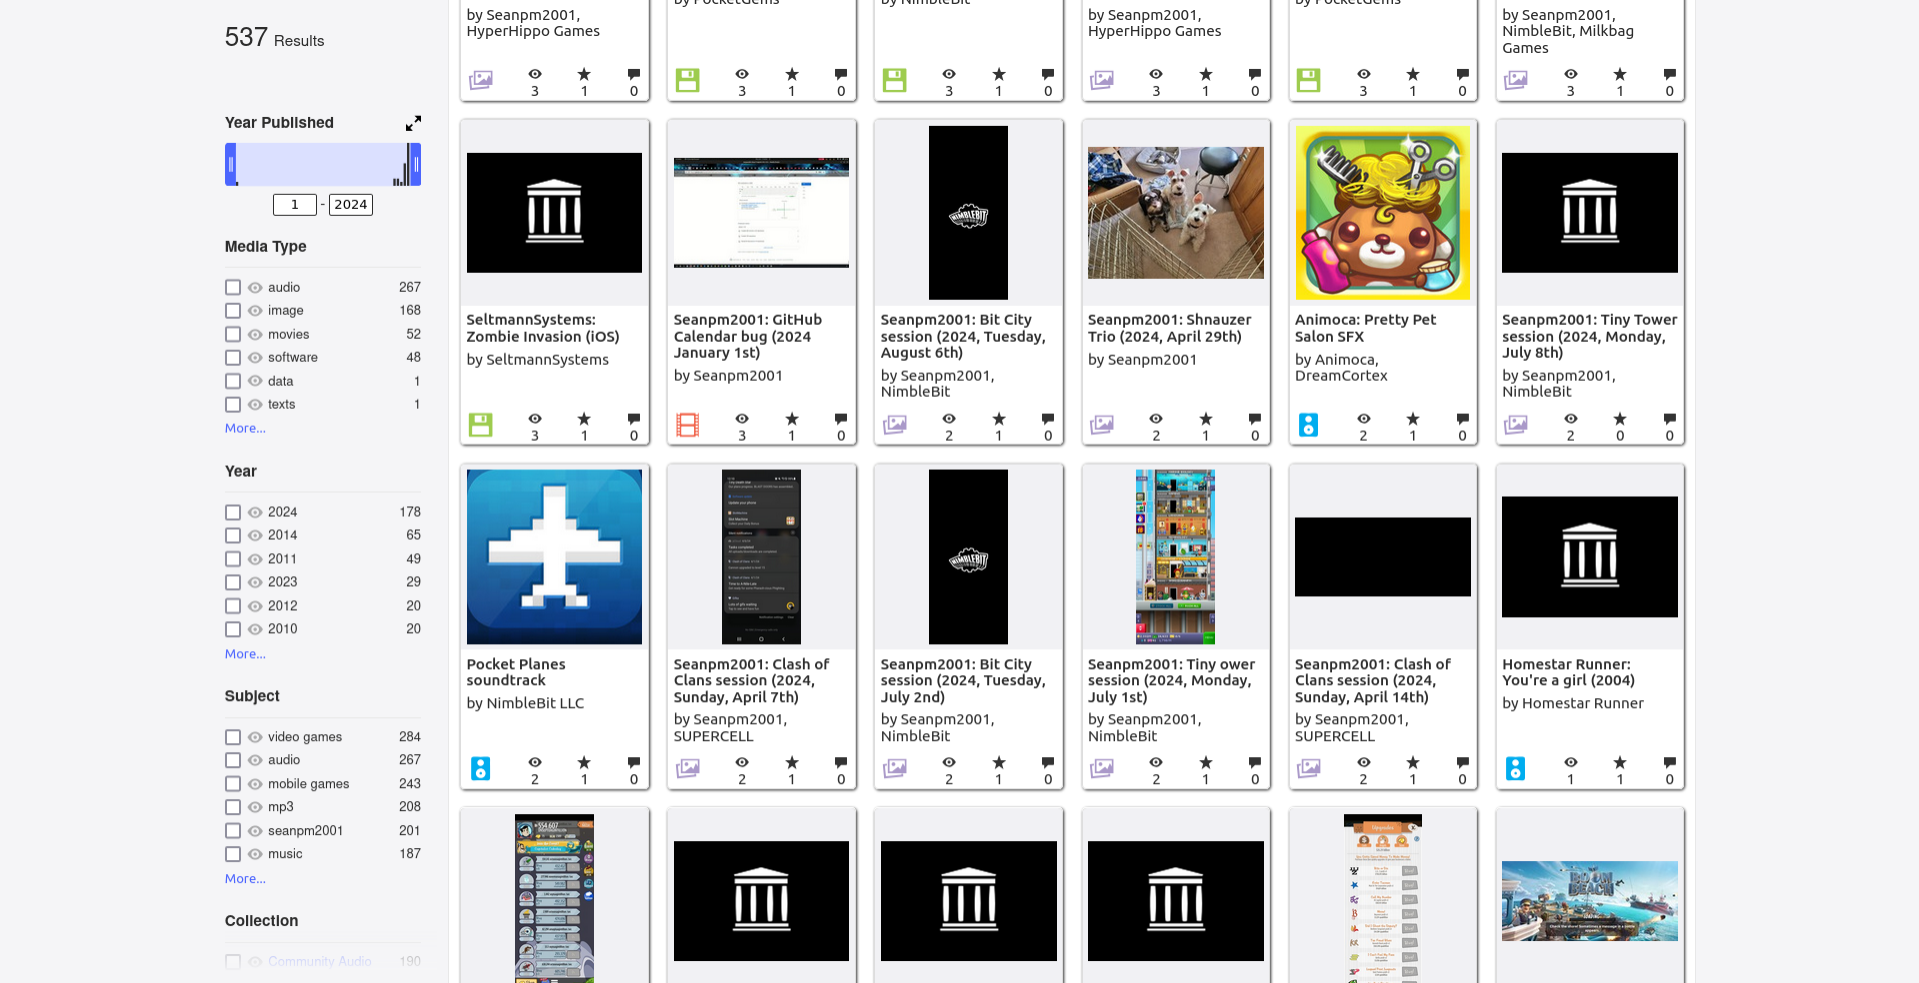 537 Results
Year Published
1 - 2024
Media Type
audio 267
image 168
movies 52
software 48
data 1
texts 1
More...
Year
2024 178
2014 65
2011 49
2023 29
2012 20
2010 20
More...
Subject
video games 284
audio 267
mobile games 243
mp3 208
seanpm2001 201
music 187
More...
Collection
Community Audio 190
by Seanpm2001,
HyperHippo Games
3 1 0
by PocketGems
3 1 0
by NimbleBit
3 1 0
by Seanpm2001,
HyperHippo Games
3 1 0
by PocketGems
3 1 0
by Seanpm2001,
NimbleBit, Milkbag
Games
3 1 0
SeltmannSystems:
Zombie Invasion (iOS)
by SeltmannSystems
3 1 0
Seanpm2001: GitHub
Calendar bug (2024
January 1st)
by Seanpm2001
3 1 0
NIMBLEBIT
Seanpm2001: Bit City
session (2024, Tuesday,
August 6th)
by Seanpm2001,
NimbleBit
2 1 0
Seanpm2001: Shnauzer
Trio (2024, April 29th)
by Seanpm2001
2 1 0
Animoca: Pretty Pet
Salon SFX
by Animoca,
DreamCortex
2 1 0
Seanpm2001: Tiny Tower
session (2024, Monday,
July 8th)
by Seanpm2001,
NimbleBit
2 0 0
Pocket Planes
soundtrack
by NimbleBit LLC
2 1 0
Seanpm2001: Clash of
Clans session (2024,
Sunday, April 7th)
by Seanpm2001,
SUPERCELL
2 1 0
NIMBLEBIT
Seanpm2001: Bit City
session (2024, Tuesday,
July 2nd)
by Seanpm2001,
NimbleBit
2 1 0
Seanpm2001: Tiny ower
session (2024, Monday,
July 1st)
by Seanpm2001,
NimbleBit
2 1 0
Seanpm2001: Clash of
Clans session (2024,
Sunday, April 14th)
by Seanpm2001,
SUPERCELL
2 1 0
Homestar Runner:
You're a girl (2004)
by Homestar Runner
1 1 0
554.607
Upgrades
BOOM
BEACH